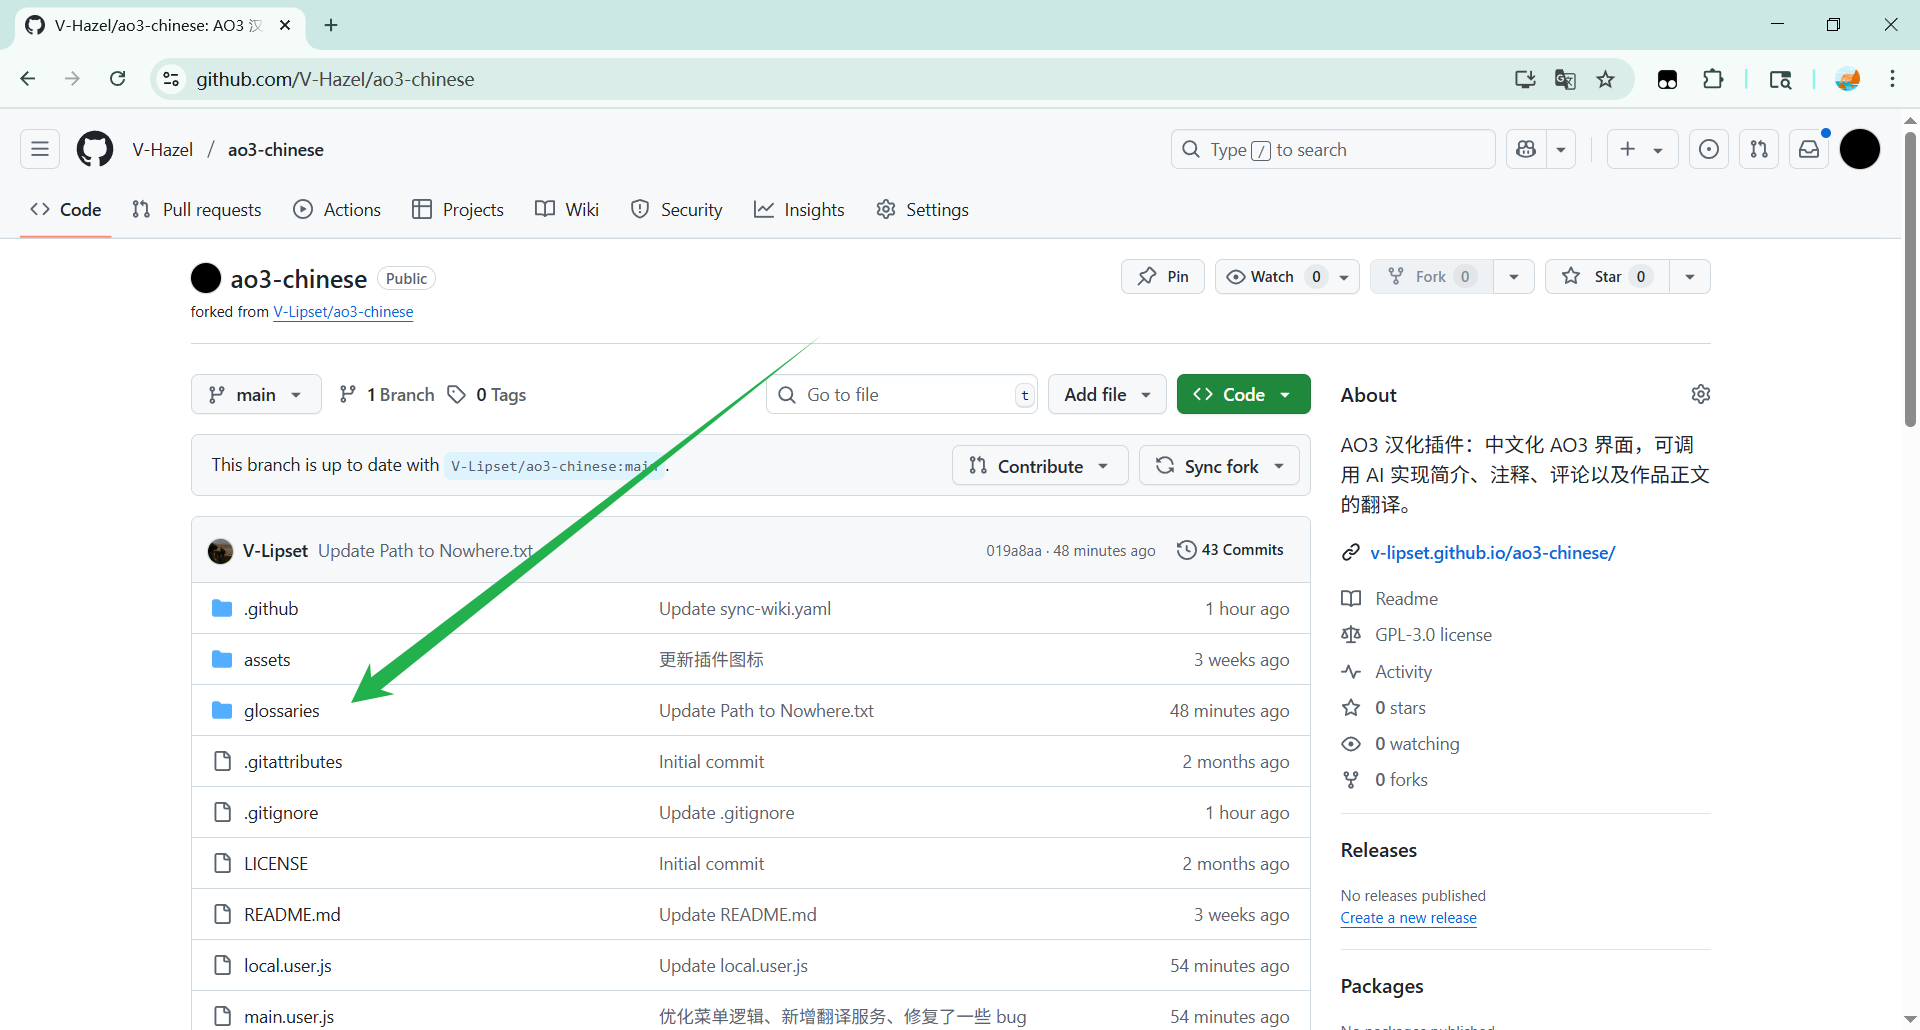 V-Hazel/ao3-chinese: AO3 汉
github.com/V-Hazel/ao3-chinese
V-Hazel / ao3-chinese
Type / to search
Code Pull requests Actions Projects Wiki Security Insights Settings
ao3-chinese Public
Pin Watch 0 Fork 0 Star 0
forked from V-Lipset/ao3-chinese
main 1 Branch 0 Tags Go to file t Add file Code
This branch is up to date with V-Lipset/ao3-chinese:main .
Contribute Sync fork
V-Lipset Update Path to Nowhere.txt 019a8aa · 48 minutes ago 43 Commits
.github Update sync-wiki.yaml 1 hour ago
assets 更新插件图标 3 weeks ago
glossaries Update Path to Nowhere.txt 48 minutes ago
.gitattributes Initial commit 2 months ago
.gitignore Update .gitignore 1 hour ago
LICENSE Initial commit 2 months ago
README.md Update README.md 3 weeks ago
local.user.js Update local.user.js 54 minutes ago
main.user.js 优化菜单逻辑、新增翻译服务、修复了一些 bug 54 minutes ago
About
AO3 汉化插件：中文化 AO3 界面，可调
用 AI 实现简介、注释、评论以及作品正文
的翻译。
v-lipset.github.io/ao3-chinese/
Readme
GPL-3.0 license
Activity
0 stars
0 watching
0 forks
Releases
No releases published
Create a new release
Packages